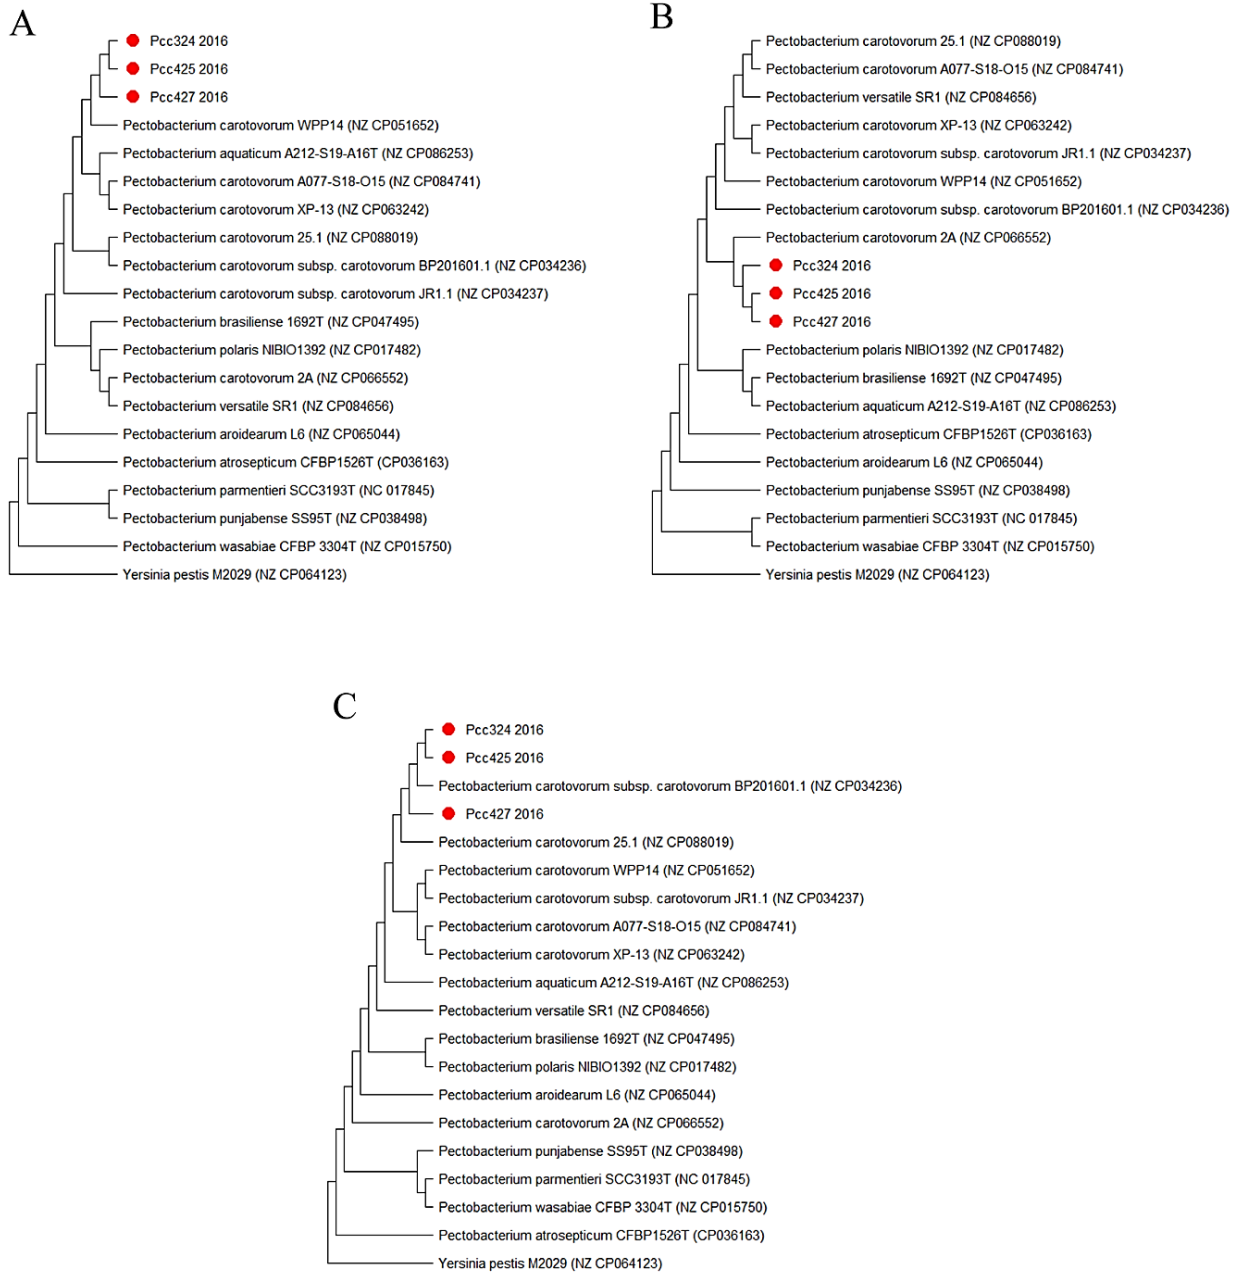 A
Pcc324 2016
Pcc425 2016
Pcc427 2016
Pectobacterium carotovorum WPP14 (NZ CP051652)
Pectobacterium aquaticum A212-S19-A16T (NZ CP086253)
Pectobacterium carotovorum A077-S18-O15 (NZ CP084741)
Pectobacterium carotovorum XP-13 (NZ CP063242)
Pectobacterium carotovorum 25.1 (NZ CP088019)
Pectobacterium carotovorum subsp. carotovorum BP201601.1 (NZ CP034236)
Pectobacterium carotovorum subsp. carotovorum JR1.1 (NZ CP034237)
Pectobacterium brasiliense 1692T (NZ CP047495)
Pectobacterium polaris NIBIO1392 (NZ CP017482)
Pectobacterium carotovorum 2A (NZ CP066552)
Pectobacterium versatile SR1 (NZ CP084656)
Pectobacterium aroidearum L6 (NZ CP065044)
Pectobacterium atrosepticum CFBP1526T (CP036163)
Pectobacterium parmentieri SCC3193T (NC 017845)
Pectobacterium punjabense SS95T (NZ CP038498)
Pectobacterium wasabiae CFBP 3304T (NZ CP015750)
Yersinia pestis M2029 (NZ CP064123)
B
Pectobacterium carotovorum 25.1 (NZ CP088019)
Pectobacterium carotovorum A077-S18-O15 (NZ CP084741)
Pectobacterium versatile SR1 (NZ CP084656)
Pectobacterium carotovorum XP-13 (NZ CP063242)
Pectobacterium carotovorum subsp. carotovorum JR1.1 (NZ CP034237)
Pectobacterium carotovorum WPP14 (NZ CP051652)
Pectobacterium carotovorum subsp. carotovorum BP201601.1 (NZ CP034236)
Pectobacterium carotovorum 2A (NZ CP066552)
Pcc324 2016
Pcc425 2016
Pcc427 2016
Pectobacterium polaris NIBIO1392 (NZ CP017482)
Pectobacterium brasiliense 1692T (NZ CP047495)
Pectobacterium aquaticum A212-S19-A16T (NZ CP086253)
Pectobacterium atrosepticum CFBP1526T (CP036163)
Pectobacterium aroidearum L6 (NZ CP065044)
Pectobacterium punjabense SS95T (NZ CP038498)
Pectobacterium parmentieri SCC3193T (NC 017845)
Pectobacterium wasabiae CFBP 3304T (NZ CP015750)
Yersinia pestis M2029 (NZ CP064123)
C
Pcc324 2016
Pcc425 2016
Pectobacterium carotovorum subsp. carotovorum BP201601.1 (NZ CP034236)
Pcc427 2016
Pectobacterium carotovorum 25.1 (NZ CP088019)
Pectobacterium carotovorum WPP14 (NZ CP051652)
Pectobacterium carotovorum subsp. carotovorum JR1.1 (NZ CP034237)
Pectobacterium carotovorum A077-S18-O15 (NZ CP084741)
Pectobacterium carotovorum XP-13 (NZ CP063242)
Pectobacterium aquaticum A212-S19-A16T (NZ CP086253)
Pectobacterium versatile SR1 (NZ CP084656)
Pectobacterium brasiliense 1692T (NZ CP047495)
Pectobacterium polaris NIBIO1392 (NZ CP017482)
Pectobacterium aroidearum L6 (NZ CP065044)
Pectobacterium carotovorum 2A (NZ CP066552)
Pectobacterium punjabense SS95T (NZ CP038498)
Pectobacterium parmentieri SCC3193T (NC 017845)
Pectobacterium wasabiae CFBP 3304T (NZ CP015750)
Pectobacterium atrosepticum CFBP1526T (CP036163)
Yersinia pestis M2029 (NZ CP064123)